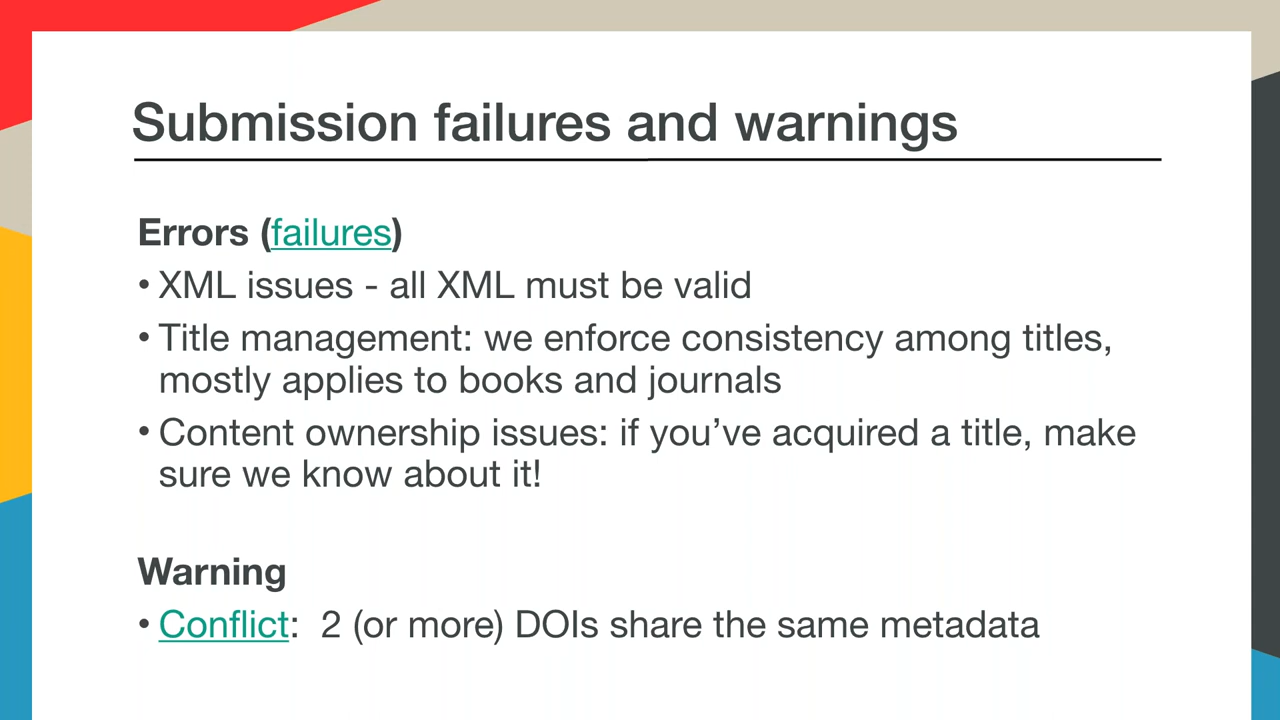 Submission failures and warnings
Errors (failures)
• XML issues - all XML must be valid
• Title management: we enforce consistency among titles,
mostly applies to books and journals
• Content ownership issues: if you’ve acquired a title, make
sure we know about it!
Warning
• Conflict:  2 (or more) DOIs share the same metadata